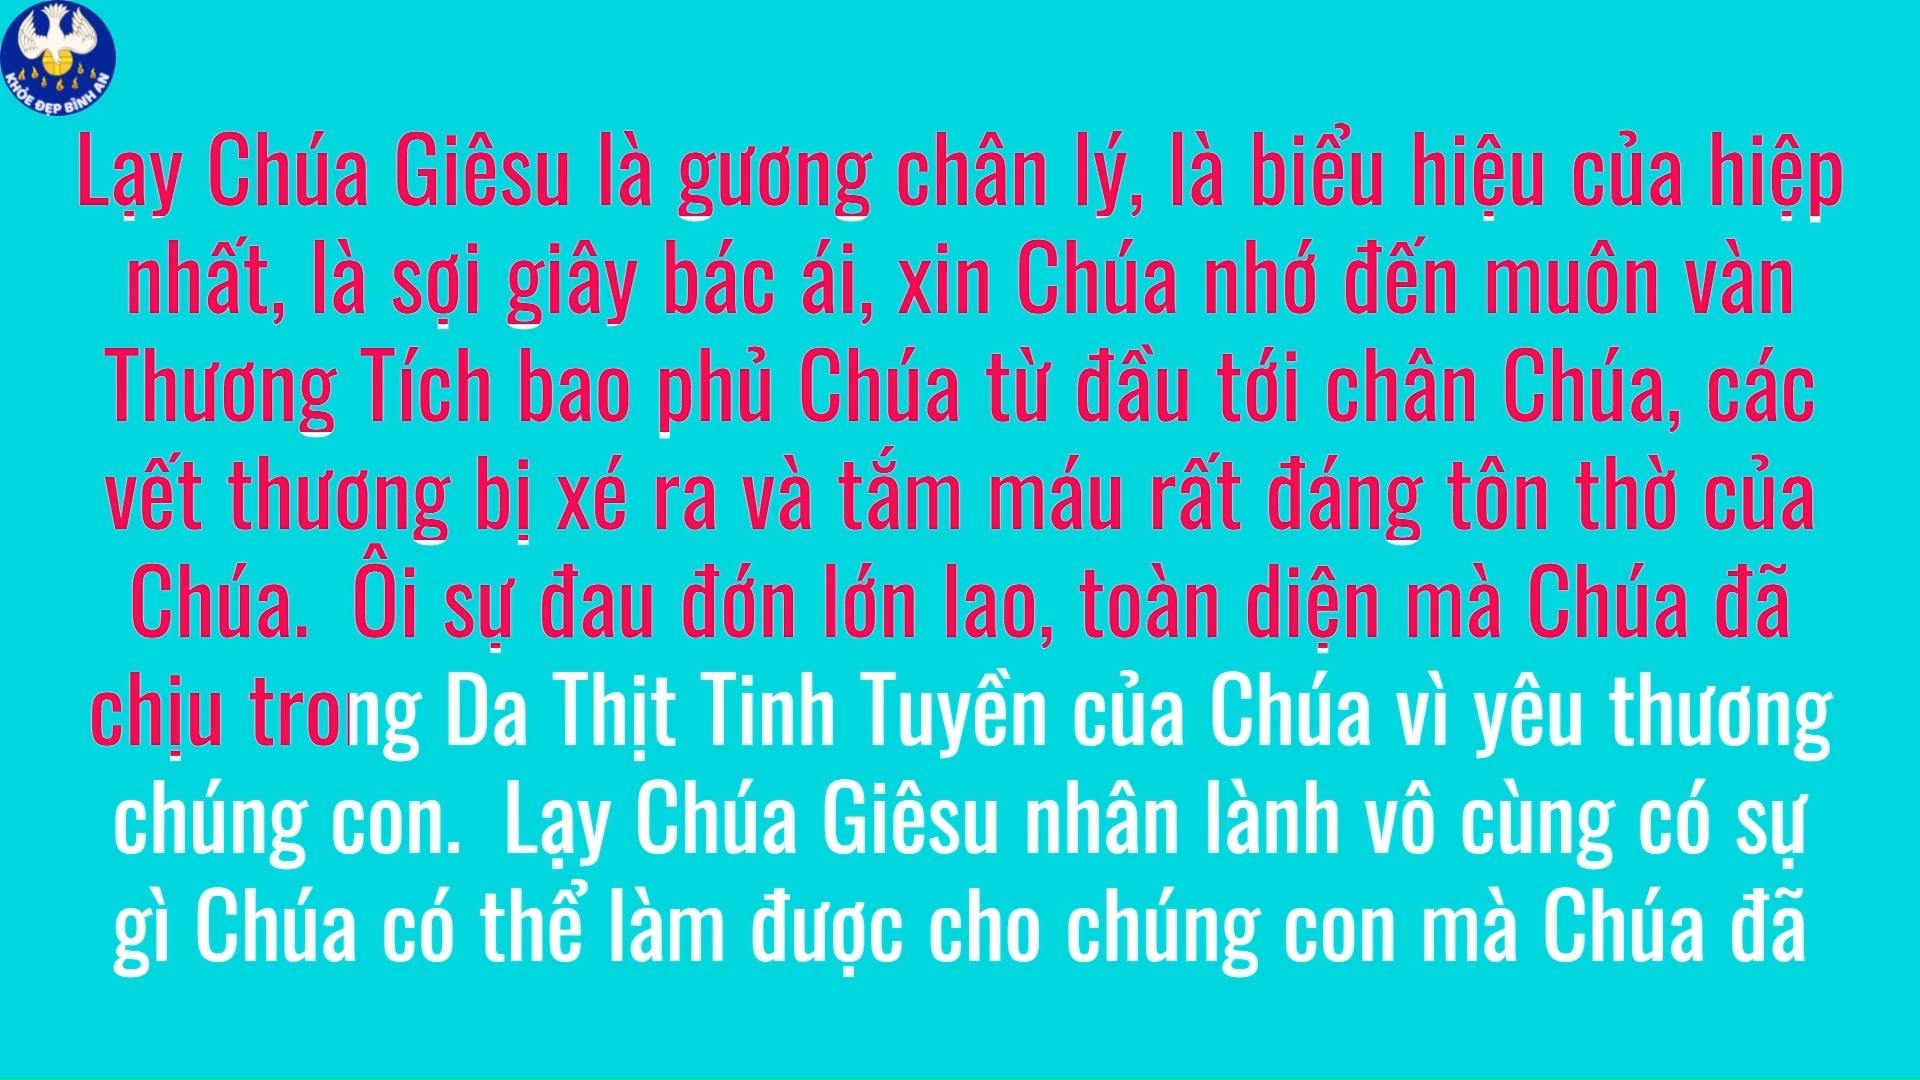 KHỎE ĐẸP BÌNH AN
Lạy Chúa Giêsu là gương chân lý, là biểu hiệu của hiệp
nhất, là sợi giây bác ái, xin Chúa nhớ đến muôn vàn
Thương Tích bao phủ Chúa từ đầu tới chân Chúa, các
vết thương bị xé ra và tắm máu rất đáng tôn thờ của
Chúa.  Ôi sự đau đớn lớn lao, toàn diện mà Chúa đã
chịu trong Da Thịt Tinh Tuyền của Chúa vì yêu thương
chúng con.  Lạy Chúa Giêsu nhân lành vô cùng có sự
gì Chúa có thể làm được cho chúng con mà Chúa đã